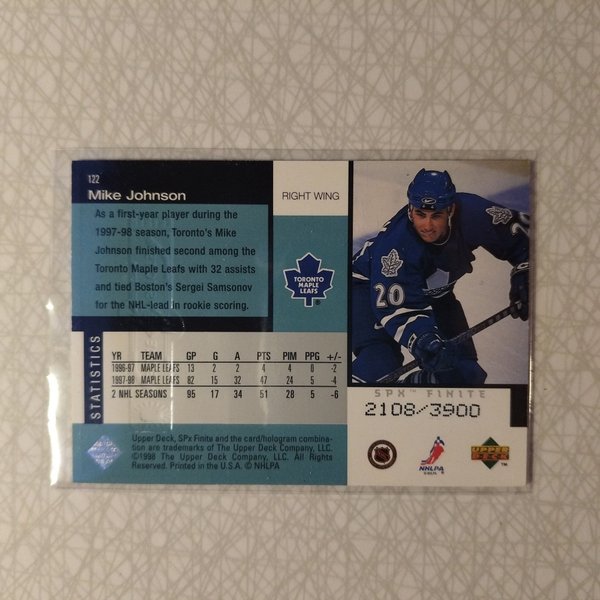 122
Mike Johnson
RIGHT WING
As a first-year player during the
1997-98 season, Toronto's Mike
Johnson finished second among the
Toronto Maple Leafs with 32 assists
and tied Boston's Sergei Samsonov
for the NHL-lead in rookie scoring.
TORONTO
MAPLE
LEAFS
20
STATISTICS
YR TEAM GP G A PTS PIM PPG +/-
1996-97 MAPLE LEAFS 13 2 2 4 4 0 -2
1997-98 MAPLE LEAFS 82 15 32 47 24 5 -4
2 NHL SEASONS 95 17 34 51 28 5 -6
SPX™ FINITE
2108/3900
Upper Deck, SPx Finite and the card/hologram combina-
tion are trademarks of The Upper Deck Company, LLC.
©1998 The Upper Deck Company, LLC. All Rights
Reserved. Printed in the U.S.A. © NHLPA
NHL
NHLPA
UPPER
DECK
™